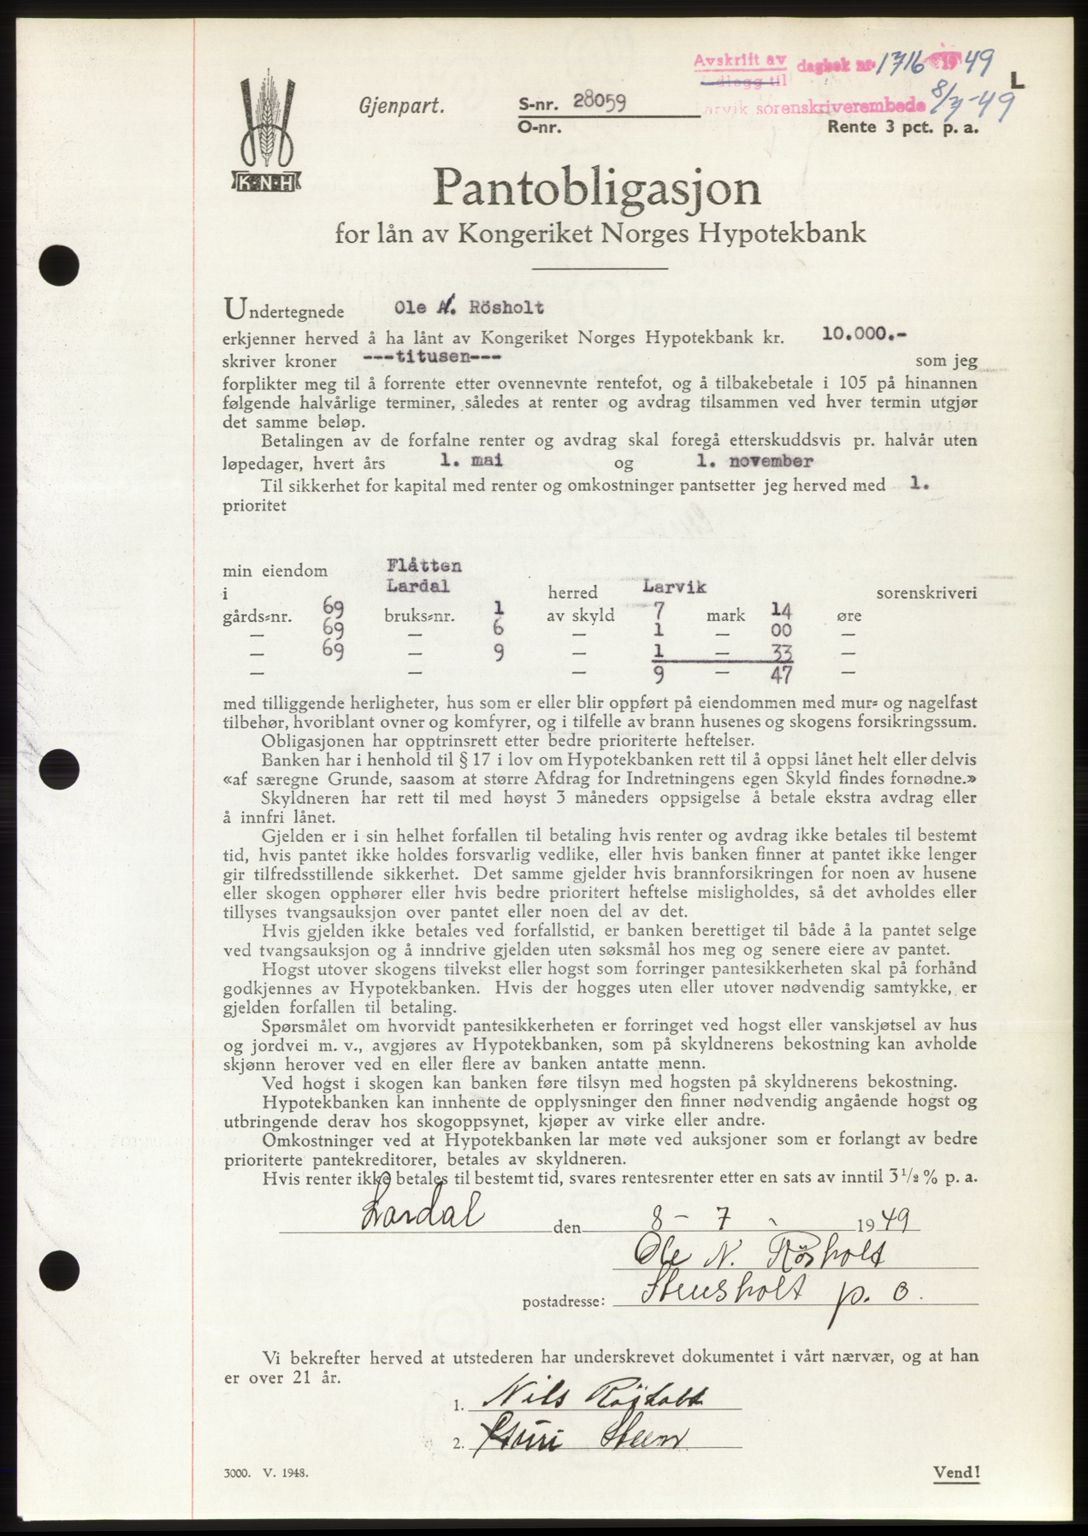 Avskrift av dagbok nr 1716 1949
bilagg til L
8/7-49
Larvik sorenskriverembede
K·N·H
Gjenpart. S-nr. 28059
O-nr. Rente 3 pct. p. a.
Pantobligasjon
for lån av Kongeriket Norges Hypotekbank
Undertegnede Ole N. Rösholt
erkjenner herved å ha lånt av Kongeriket Norges Hypotekbank kr. 10.000.-
skriver kroner ---titusen--- som jeg
forplikter meg til å forrente etter ovennevnte rentefot, og å tilbakebetale i 105 på hinannen
følgende halvårlige terminer, således at renter og avdrag tilsammen ved hver termin utgjør
det samme beløp.
Betalingen av de forfalne renter og avdrag skal foregå etterskuddsvis pr. halvår uten
løpedager, hvert års 1. mai og 1. november
Til sikkerhet for kapital med renter og omkostninger pantsetter jeg herved med 1.
prioritet
min eiendom Flåtten
i Lardal herred Larvik sorenskriveri
gårds=nr. 69 bruks=nr. 1 av skyld 7 mark 14 øre
— 69 — 6 — 1 — 00 —
— 69 — 9 — 1 — 33 —
— — — 9 — 47 —
med tilliggende herligheter, hus som er eller blir oppført på eiendommen med mur= og nagelfast
tilbehør, hvoriblant ovner og komfyrer, og i tilfelle av brann husenes og skogens forsikringssum.
Obligasjonen har opptrinsrett etter bedre prioriterte heftelser.
Banken har i henhold til § 17 i lov om Hypotekbanken rett til å oppsi lånet helt eller delvis
«af særegne Grunde, saasom at større Afdrag for Indretningens egen Skyld findes fornødne.»
Skyldneren har rett til med høyst 3 måneders oppsigelse å betale ekstra avdrag eller
å innfri lånet.
Gjelden er i sin helhet forfallen til betaling hvis renter og avdrag ikke betales til bestemt
tid, hvis pantet ikke holdes forsvarlig vedlike, eller hvis banken finner at pantet ikke lenger
gir tilfredsstillende sikkerhet. Det samme gjelder hvis brannforsikringen for noen av husene
eller skogen opphører eller hvis bedre prioritert heftelse misligholdes, så det avholdes eller
tillyses tvangsauksjon over pantet eller noen del av det.
Hvis gjelden ikke betales ved forfallstid, er banken berettiget til både å la pantet selge
ved tvangsauksjon og å inndrive gjelden uten søksmål hos meg og senere eiere av pantet.
Hogst utover skogens tilvekst eller hogst som forringer pantesikkerheten skal på forhånd
godkjennes av Hypotekbanken. Hvis der hogges uten eller utover nødvendig samtykke, er
gjelden forfallen til betaling.
Spørsmålet om hvorvidt pantesikkerheten er forringet ved hogst eller vanskjøtsel av hus
og jordvei m. v., avgjøres av Hypotekbanken, som på skyldnerens bekostning kan avholde
skjønn herover ved en eller flere av banken antatte menn.
Ved hogst i skogen kan banken føre tilsyn med hogsten på skyldnerens bekostning.
Hypotekbanken kan innhente de opplysninger den finner nødvendig angående hogst og
utbringende derav hos skogoppsynet, kjøper av virke eller andre.
Omkostninger ved at Hypotekbanken lar møte ved auksjoner som er forlangt av bedre
prioriterte pantekreditorer, betales av skyldneren.
Hvis renter ikke betales til bestemt tid, svares rentesrenter etter en sats av inntil 3 1/2 % p. a.
Lardal den 8 - 7 - 1949
Ole N. Rösholt
postadresse: Steusholt p. o.
Vi bekrefter herved at utstederen har underskrevet dokumentet i vårt nærvær, og at han
er over 21 år.
1. Nils Rösholt
2. Guri Steen
3000. V. 1948. Vend!